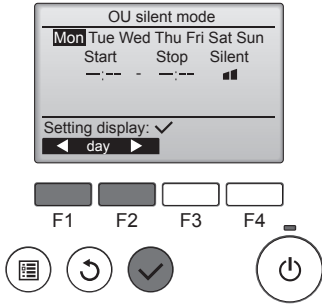 OU silent mode
Mon Tue Wed Thu Fri Sat Sun
Start Stop Silent
--:-- - --:--
Setting display: ✓
◀ day ▶
F1 F2 F3 F4